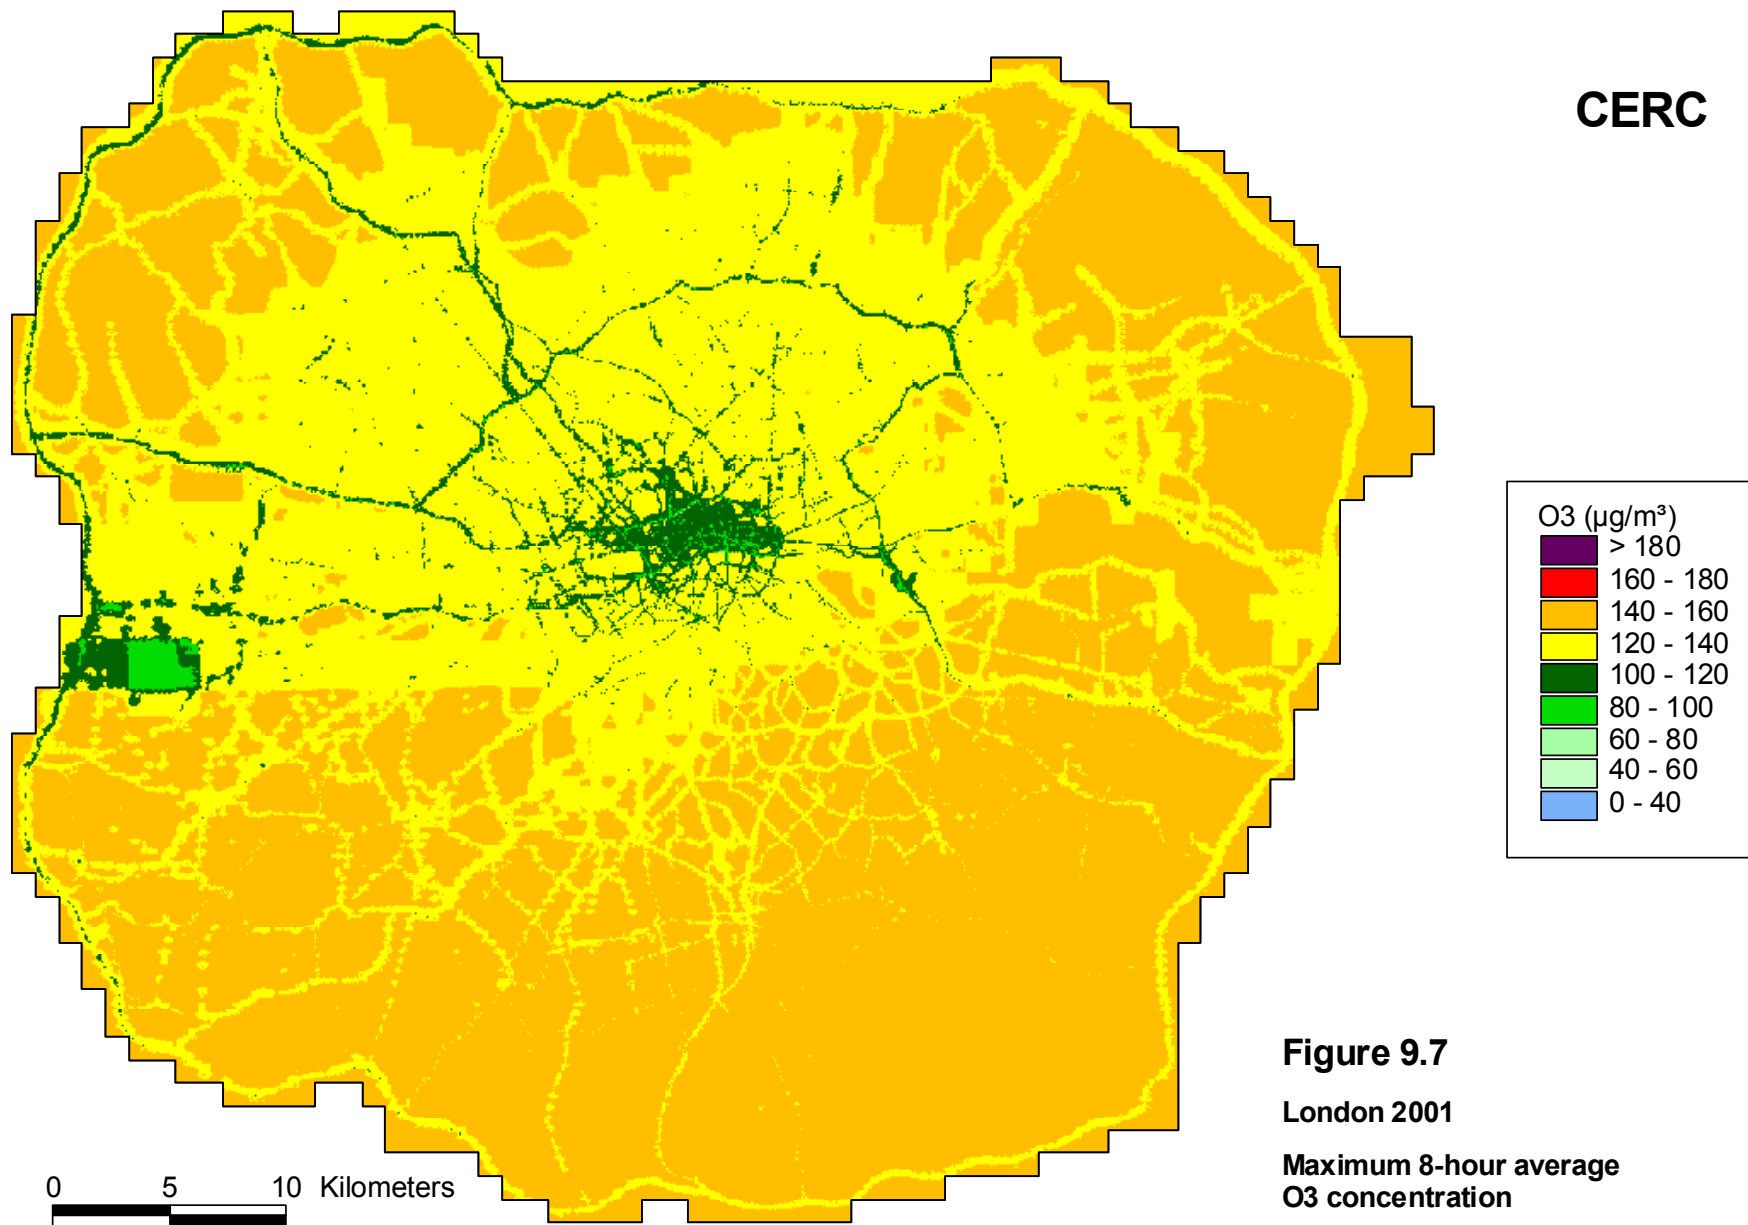 CERC
O3 (µg/m³)
> 180
160 - 180
140 - 160
120 - 140
100 - 120
80 - 100
60 - 80
40 - 60
0 - 40
Figure 9.7
London 2001
Maximum 8-hour average
O3 concentration
0 5 10 Kilometers